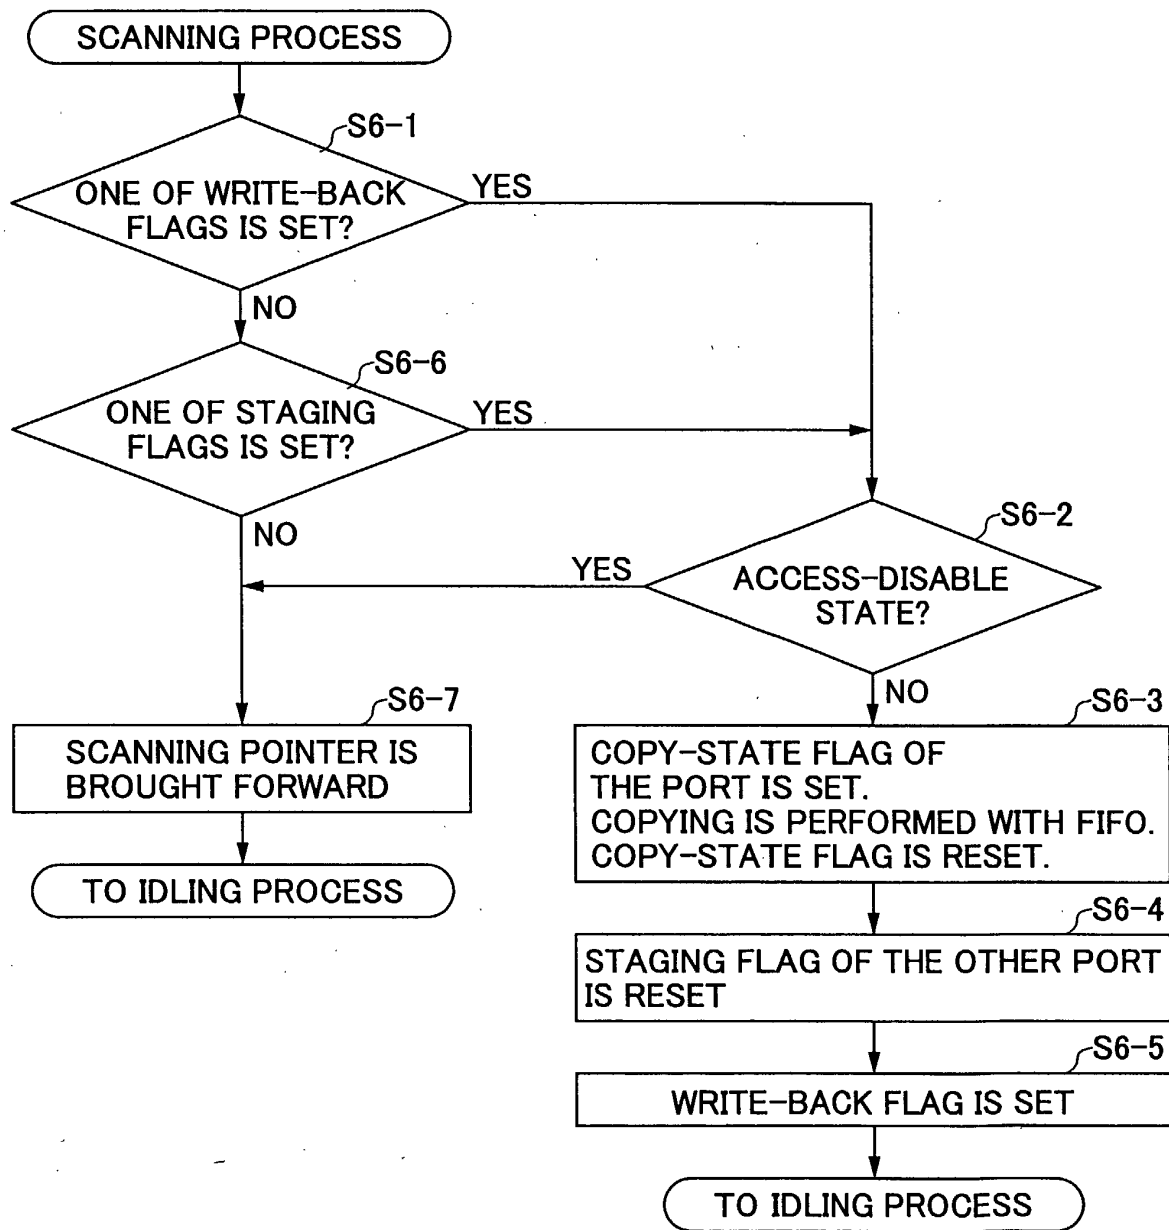 SCANNING PROCESS
S6-1
ONE OF WRITE-BACK
FLAGS IS SET?
YES
NO
S6-6
ONE OF STAGING
FLAGS IS SET?
YES
NO
S6-2
ACCESS-DISABLE
STATE?
YES
NO
S6-7
SCANNING POINTER IS
BROUGHT FORWARD
TO IDLING PROCESS
S6-3
COPY-STATE FLAG OF
THE PORT IS SET.
COPYING IS PERFORMED WITH FIFO.
COPY-STATE FLAG IS RESET.
S6-4
STAGING FLAG OF THE OTHER PORT
IS RESET
S6-5
WRITE-BACK FLAG IS SET
TO IDLING PROCESS